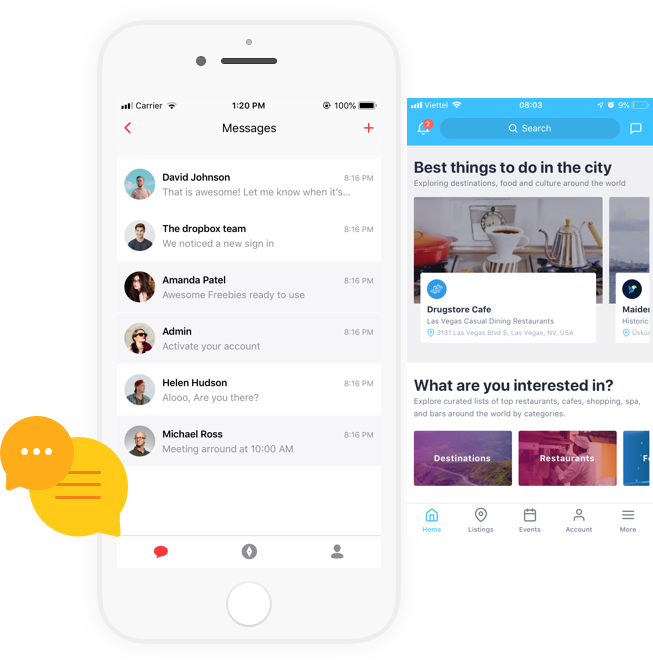 Carrier 1:20 PM 100%
Messages
David Johnson 8:16 PM
That is awesome! Let me know when it's...
The dropbox team 8:16 PM
We noticed a new sign in
Amanda Patel 8:16 PM
Awesome Freebies ready to use
Admin 8:16 PM
Activate your account
Helen Hudson 8:16 PM
Alooo, Are you there?
Michael Ross 8:16 PM
Meeting arround at 10:00 AM
Viettel 08:03 9%
2
Search
Best things to do in the city
Exploring destinations, food and culture around the world
Drugstore Cafe
Las Vegas Casual Dining Restaurants
3131 Las Vegas Blvd S, Las Vegas, NV, USA
Maiden
Historic
Üskü
What are you interested in?
Explore curated lists of top restaurants, cafes, shopping, spa,
and bars around the world by categories.
Destinations
Restaurants
Home Listings Events Account More